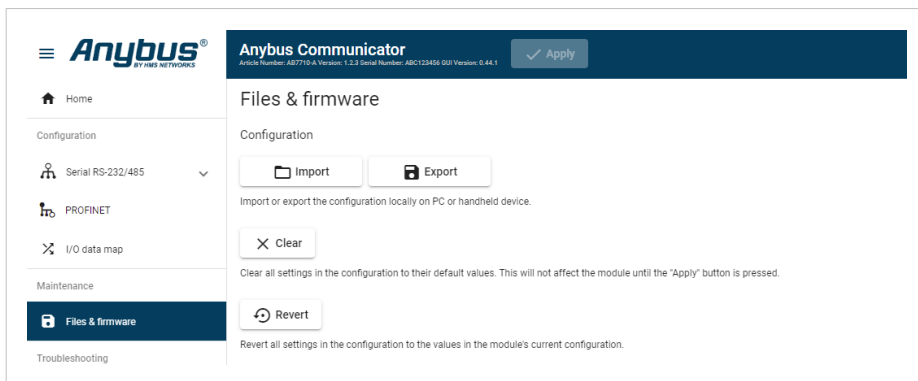 Anybus®
BY HMS NETWORKS
Anybus Communicator
Article Number: AB7710-A Version: 1.2.3 Serial Number: ABC123456 GUI Version: 0.44.1
Apply
Home
Configuration
Serial RS-232/485
PROFINET
I/O data map
Maintenance
Files & firmware
Troubleshooting
Files & firmware
Configuration
Import
Export
Import or export the configuration locally on PC or handheld device.
Clear
Clear all settings in the configuration to their default values. This will not affect the module until the "Apply" button is pressed.
Revert
Revert all settings in the configuration to the values in the module's current configuration.